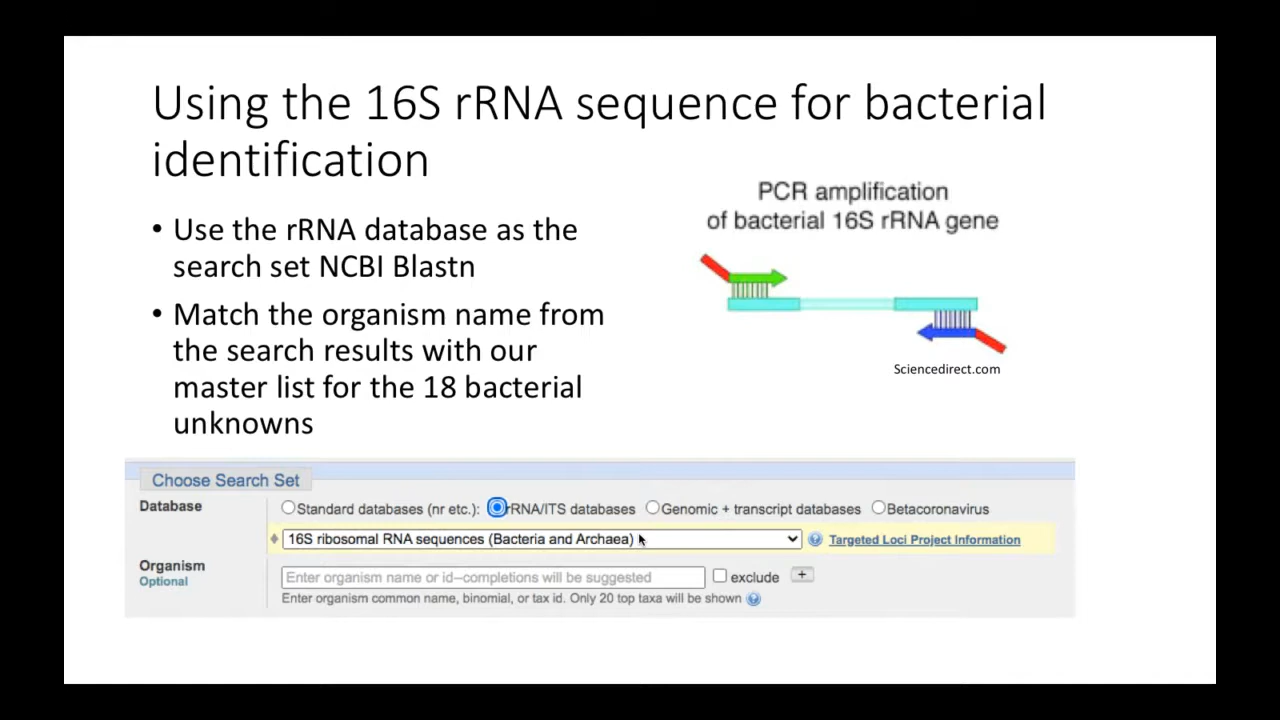 Using the 16S rRNA sequence for bacterial
identification
• Use the rRNA database as the
search set NCBI Blastn
• Match the organism name from
the search results with our
master list for the 18 bacterial
unknowns
PCR amplification
of bacterial 16S rRNA gene
Sciencedirect.com
Choose Search Set
Database
Standard databases (nr etc.): rRNA/ITS databases Genomic + transcript databases Betacoronavirus
16S ribosomal RNA sequences (Bacteria and Archaea) Targeted Loci Project Information
Organism
Optional
Enter organism name or id--completions will be suggested exclude +
Enter organism common name, binomial, or tax id. Only 20 top taxa will be shown